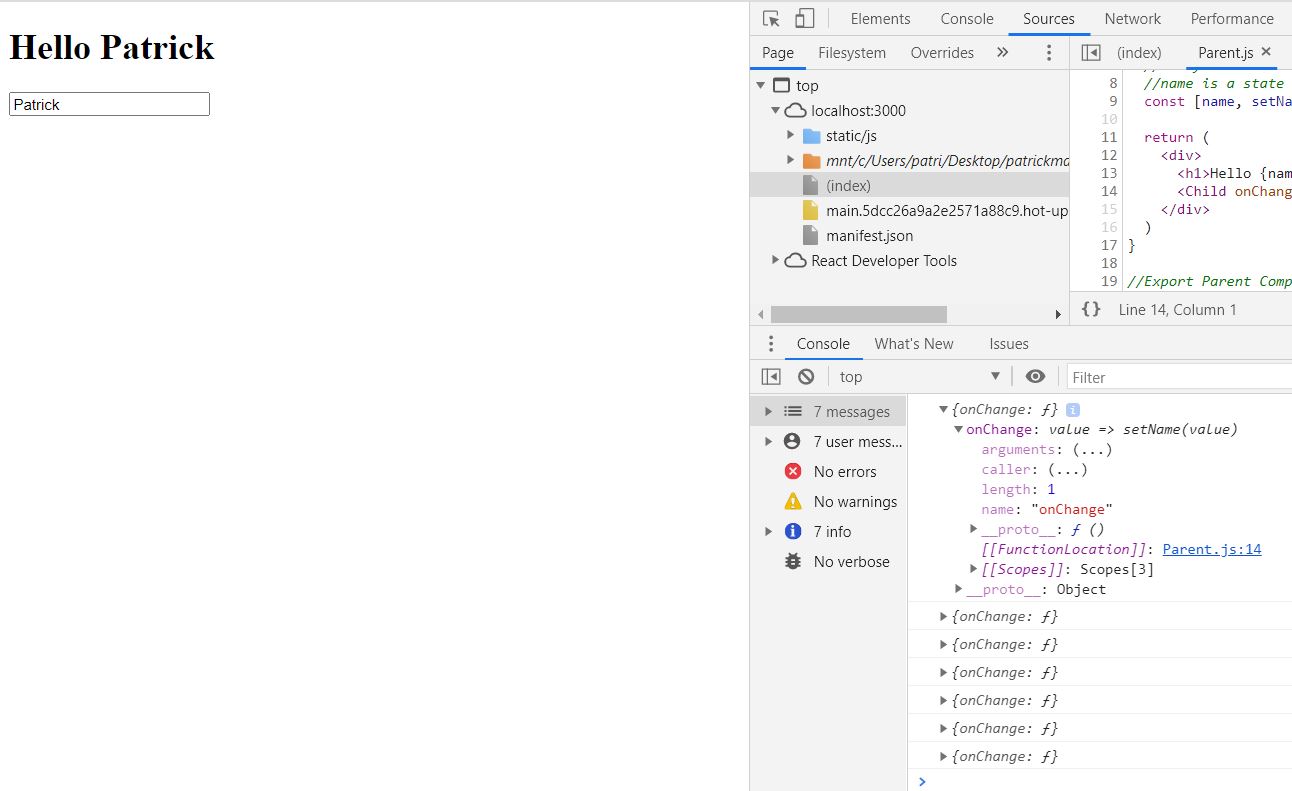 Hello Patrick
Patrick
Elements Console Sources Network Performance
Page Filesystem Overrides »
(index) Parent.js ×
top
localhost:3000
static/js
mnt/c/Users/patri/Desktop/patrickma
(index)
main.5dcc26a9a2e2571a88c9.hot-up
manifest.json
React Developer Tools
8 //name is a state
9 const [name, setNa
10
11 return (
12 <div>
13 <h1>Hello {nam
14 <Child onChang
15 </div>
16 )
17 }
18
19 //Export Parent Comp
{} Line 14, Column 1
Console What's New Issues
top Filter
7 messages
7 user mess...
No errors
No warnings
7 info
No verbose
{onChange: ƒ} i
onChange: value => setName(value)
arguments: (...)
caller: (...)
length: 1
name: "onChange"
__proto__: ƒ ()
[[FunctionLocation]]: Parent.js:14
[[Scopes]]: Scopes[3]
__proto__: Object
{onChange: ƒ}
{onChange: ƒ}
{onChange: ƒ}
{onChange: ƒ}
{onChange: ƒ}
{onChange: ƒ}
>